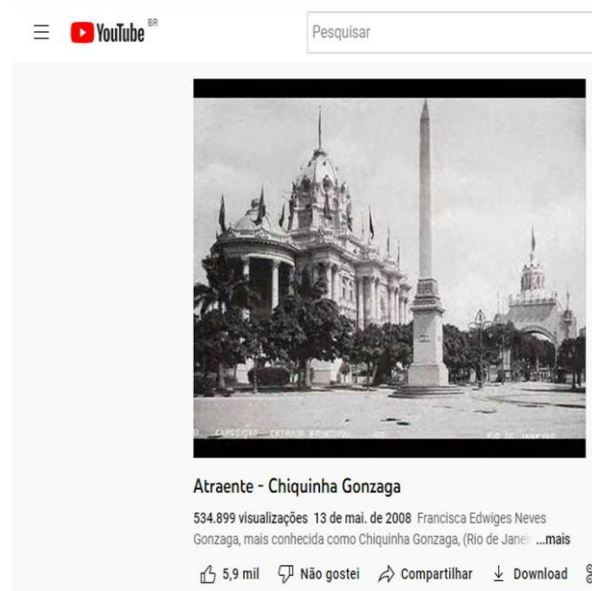 YouTube BR
Pesquisar
Atraente - Chiquinha Gonzaga
534.899 visualizações 13 de mai. de 2008 Francisca Edwiges Neves
Gonzaga, mais conhecida como Chiquinha Gonzaga, (Rio de Janei ...mais
5,9 mil Não gostei Compartilhar Download